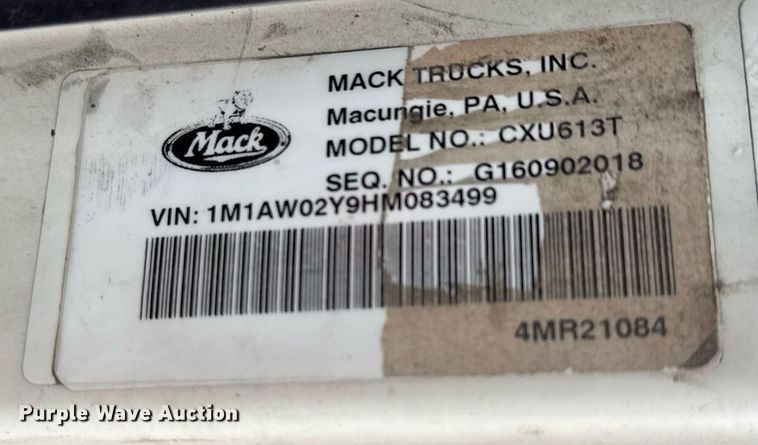 Mack
MACK TRUCKS, INC.
Macungie, PA, U.S.A.
MODEL NO.: CXU613T
SEQ. NO.: G160902018
VIN: 1M1AW02Y9HM083499
4MR21084
Purple Wave Auction